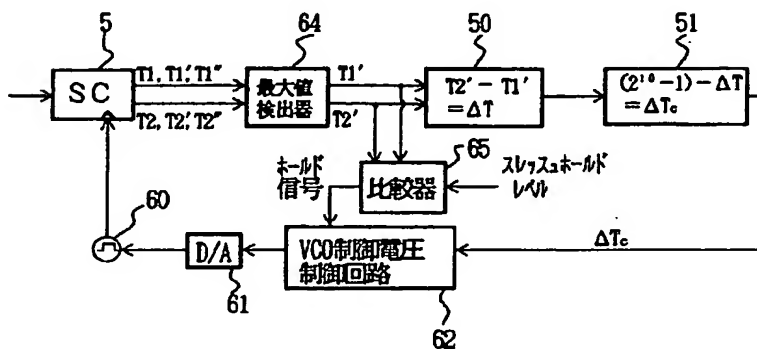 5
64
50
51
SC
T1, T1', T1"
T2, T2', T2"
最大値
検出器
T1'
T2'
T2' - T1'
= ΔT
(2¹⁰-1) - ΔT
= ΔTc
65
ホールド
信号
比較器
スレッシュホールド
レベル
60
D/A
61
VCO制御電圧
制御回路
62
ΔTc